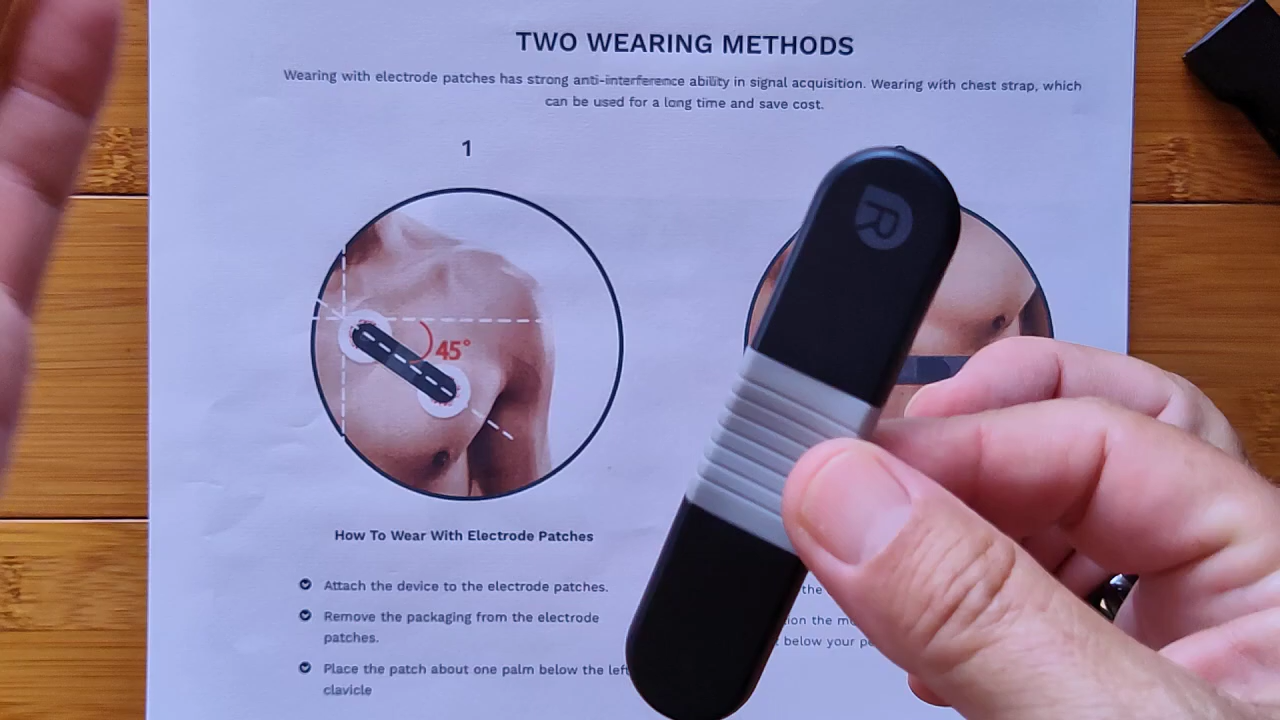 TWO WEARING METHODS
Wearing with electrode patches has strong anti-interference ability in signal acquisition. Wearing with chest strap, which
can be used for a long time and save cost.
1
R
45°
How To Wear With Electrode Patches
Attach the device to the electrode patches.
the
Remove the packaging from the electrode
patches.
below your
Place the patch about one palm below the left
clavicle